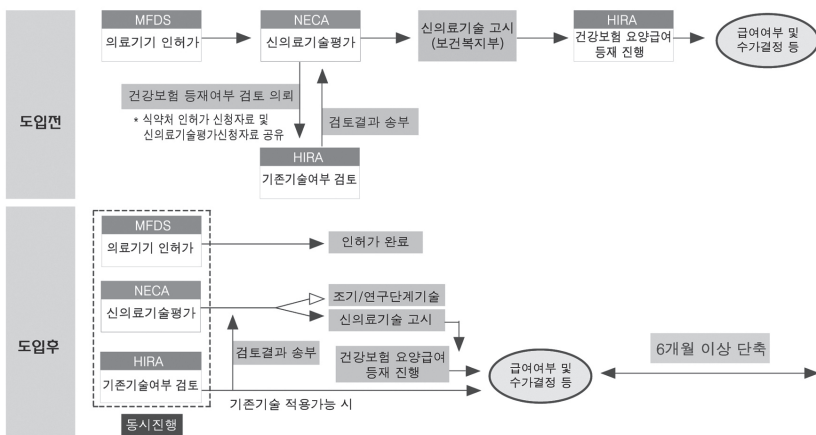 도입전
MFDS
의료기기 인허가
NECA
신의료기술평가
신의료기술 고시
(보건복지부)
HIRA
건강보험 요양급여
등재 진행
급여여부 및
수가결정 등
건강보험 등재여부 검토 의뢰
* 식약처 인허가 신청자료 및
신의료기술평가신청자료 공유
검토결과 송부
HIRA
기존기술여부 검토
도입후
MFDS
의료기기 인허가
인허가 완료
NECA
신의료기술평가
조기/연구단계기술
신의료기술 고시
HIRA
기존기술여부 검토
검토결과 송부
건강보험 요양급여
등재 진행
기존기술 적용가능 시
급여여부 및
수가결정 등
6개월 이상 단축
동시진행